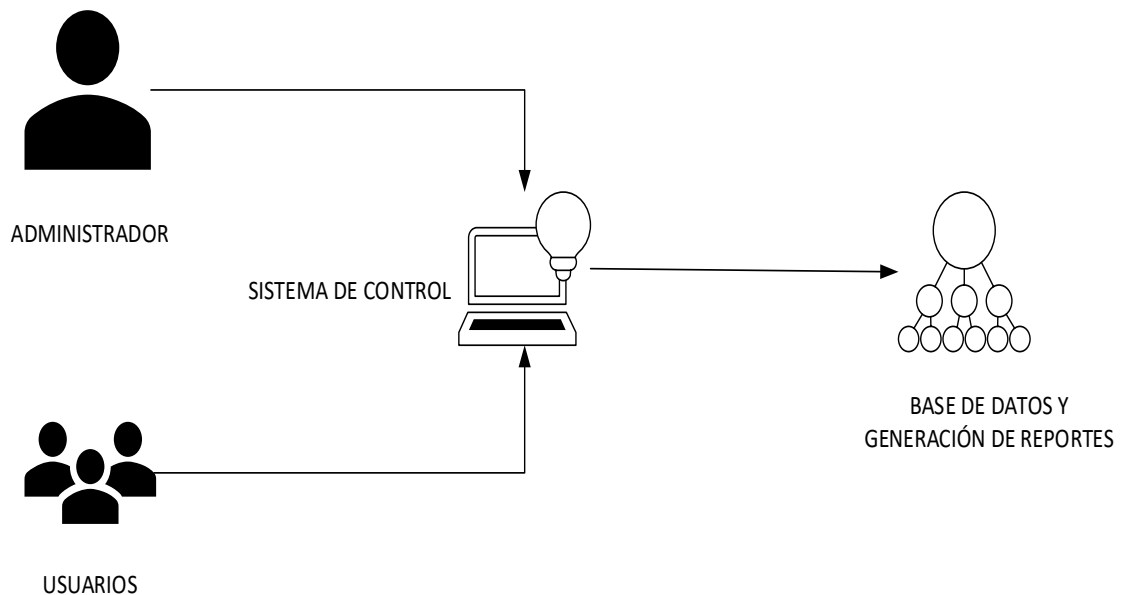 ADMINISTRADOR
SISTEMA DE CONTROL
BASE DE DATOS Y
GENERACIÓN DE REPORTES
USUARIOS